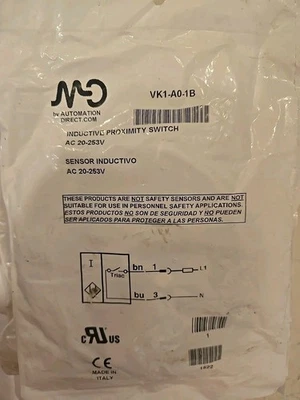 MD
VK1-A0-1B
by AUTOMATION
DIRECT.COM
INDUCTIVE PROXIMITY SWITCH
AC 20-253V
SENSOR INDUCTIVO
AC 20-253V
THESE PRODUCTS ARE NOT SAFETY SENSORS AND ARE NOT
SUITABLE FOR USE IN PERSONNEL SAFETY APPLICATIONS.
ESTOS PRODUCTOS NO SON DE SEGURIDAD Y NO PUEDEN
SER APLICADOS PARA PROTEGER A LAS PERSONAS.
I
bn 1 L1
bu 3 N
c RU US
1
CE
MADE IN
ITALY